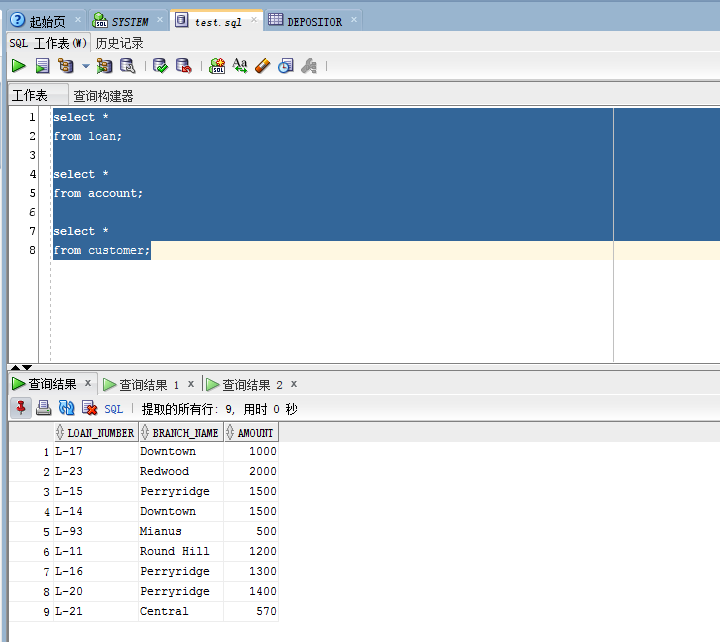 起始页 × SYSTEM × test.sql × DEPOSITOR ×
SQL 工作表(W) 历史记录
工作表 查询构建器
1 select *
2 from loan;
3
4 select *
5 from account;
6
7 select *
8 from customer;
查询结果 x 查询结果 1 x 查询结果 2 x
SQL | 提取的所有行: 9, 用时 0 秒
LOAN_NUMBER BRANCH_NAME AMOUNT
1 L-17 Downtown 1000
2 L-23 Redwood 2000
3 L-15 Perryridge 1500
4 L-14 Downtown 1500
5 L-93 Mianus 500
6 L-11 Round Hill 1200
7 L-16 Perryridge 1300
8 L-20 Perryridge 1400
9 L-21 Central 570